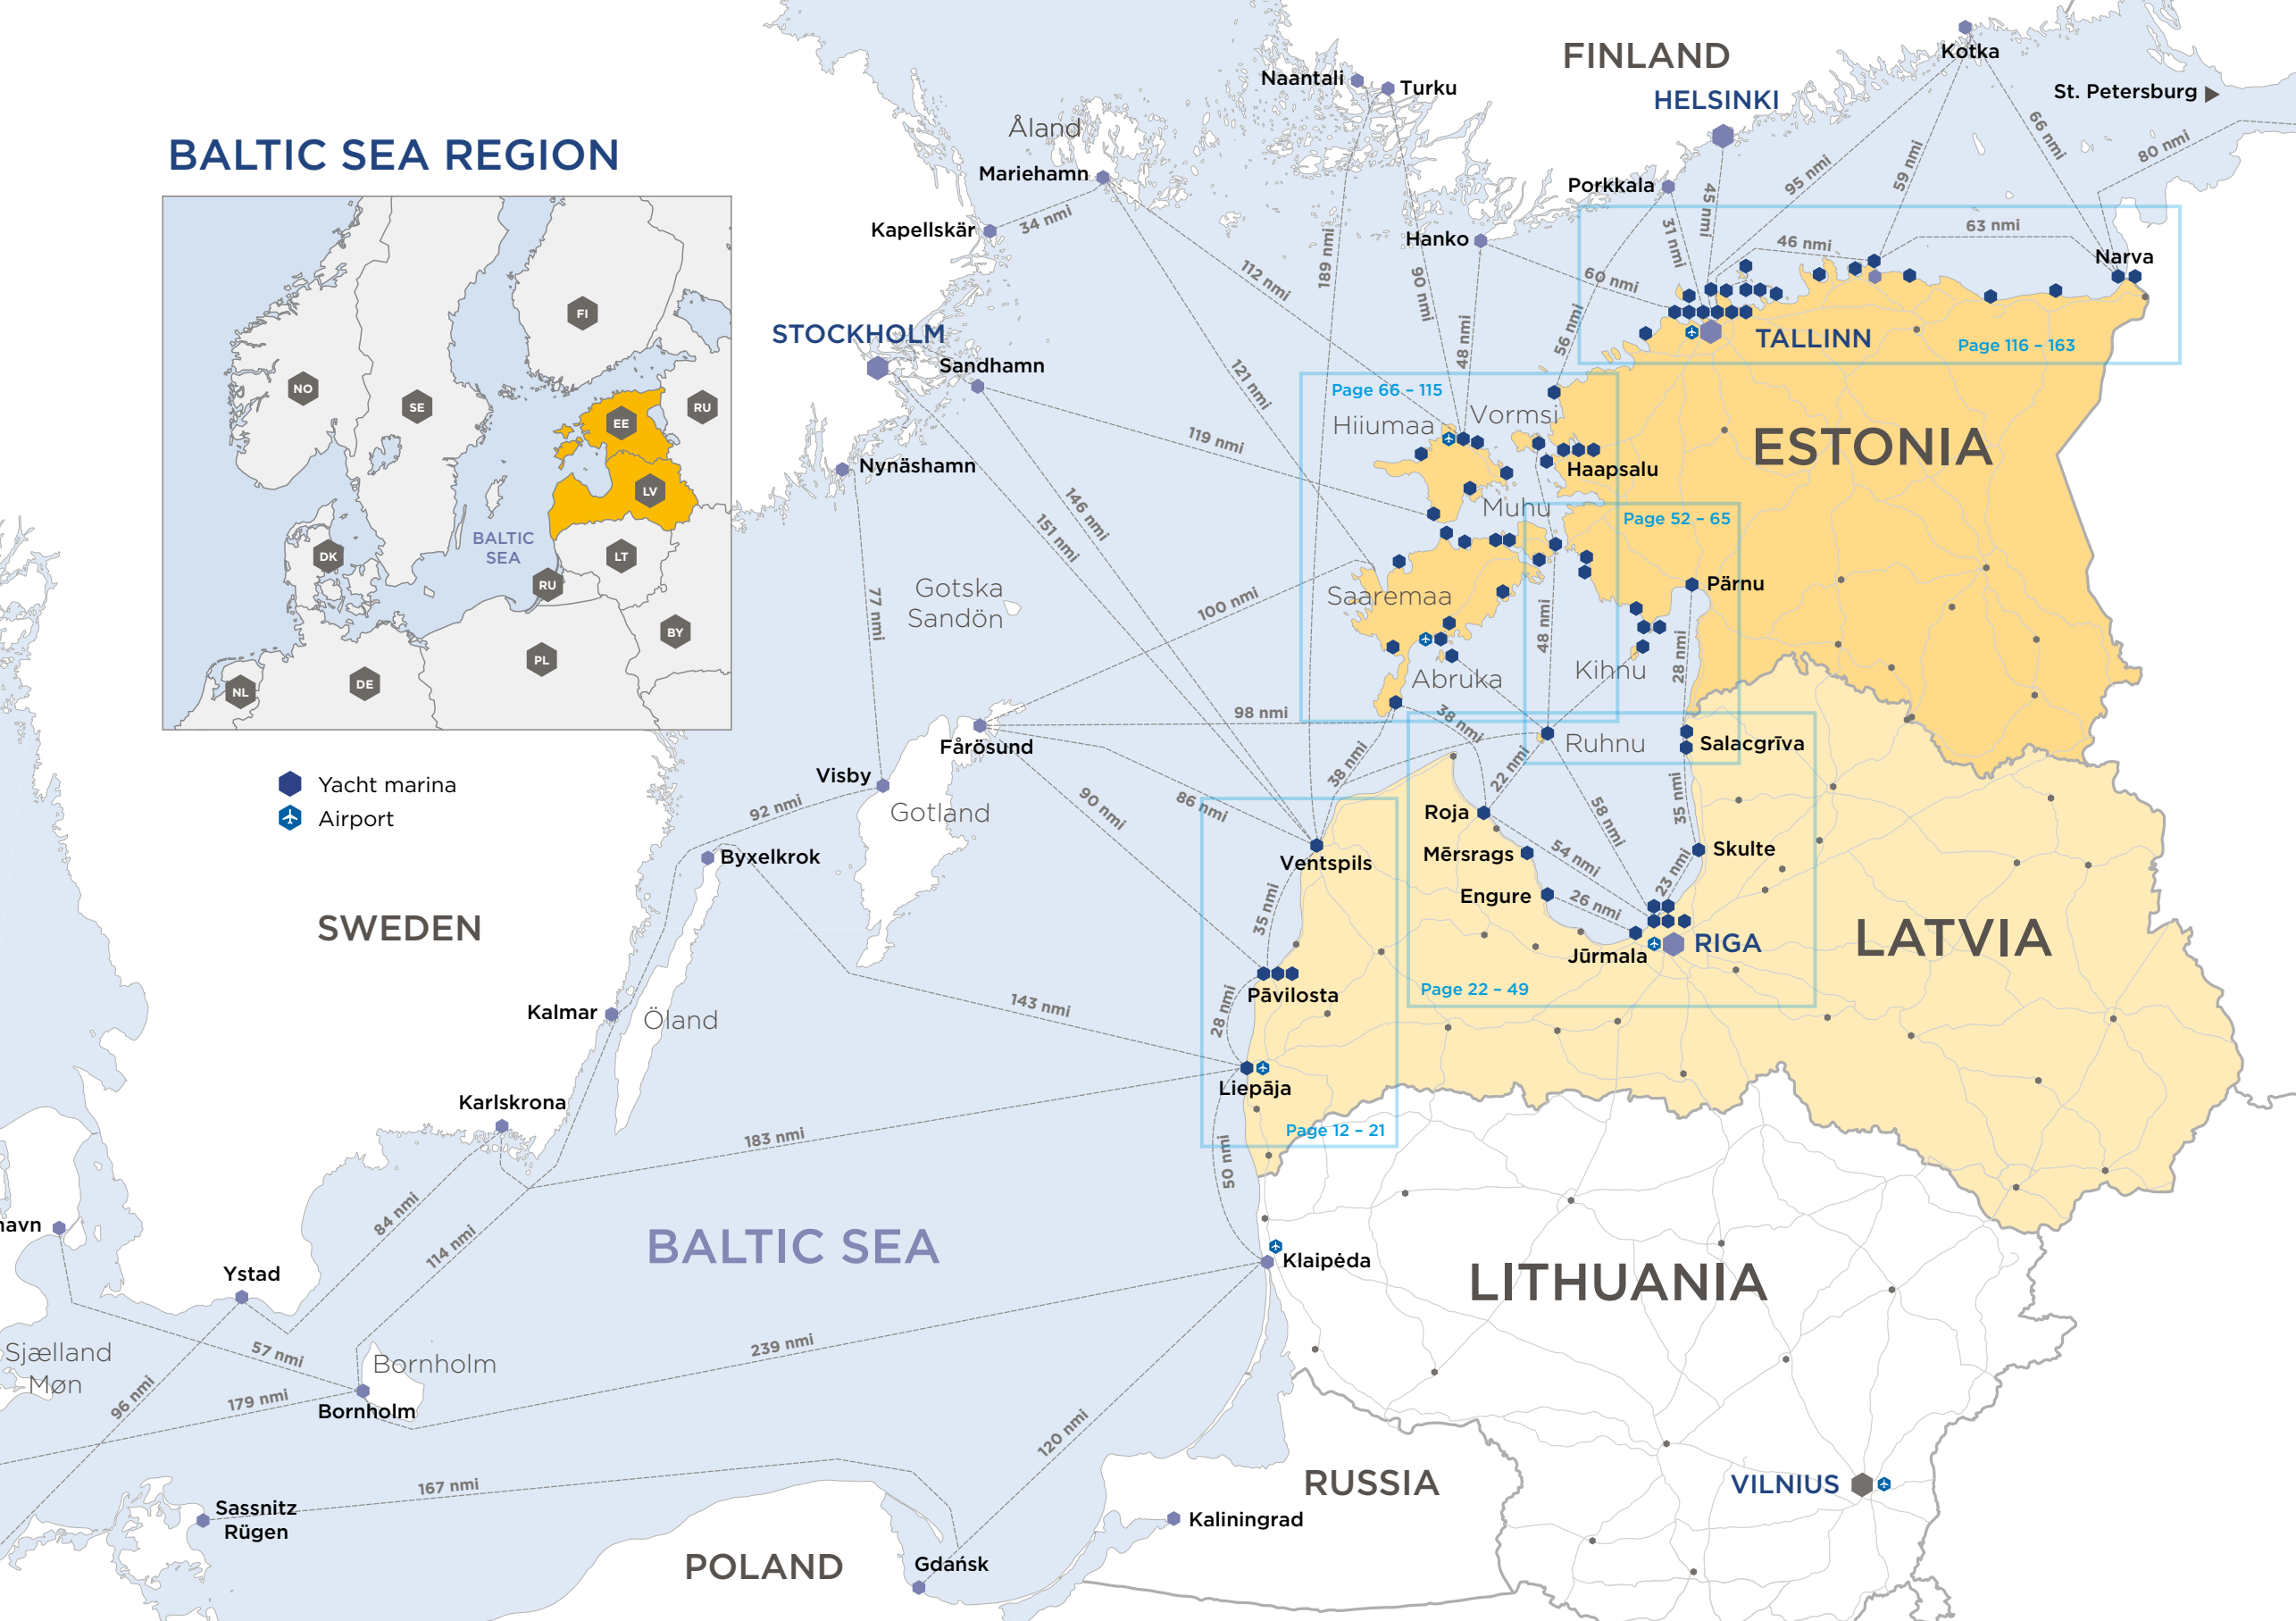 BALTIC SEA REGION
NO
SE
FI
RU
EE
LV
LT
RU
BY
DK
PL
DE
NL
BALTIC
SEA
Yacht marina
Airport
FINLAND
HELSINKI
Kotka
St. Petersburg
Naantali
Turku
Åland
Mariehamn
Kapellskär
34 nmi
Porkkala
Hanko
189 nmi
90 nmi
112 nmi
121 nmi
48 nmi
60 nmi
31 nmi
45 nmi
56 nmi
95 nmi
59 nmi
66 nmi
80 nmi
46 nmi
63 nmi
Narva
TALLINN
Page 116 – 163
STOCKHOLM
Sandhamn
Nynäshamn
119 nmi
146 nmi
151 nmi
77 nmi
Page 66 – 115
Hiiumaa
Vormsi
Haapsalu
Muhu
Page 52 – 65
ESTONIA
Gotska
Sandön
100 nmi
Saaremaa
Pärnu
48 nmi
28 nmi
Abruka
Kihnu
98 nmi
38 nmi
38 nmi
22 nmi
Ruhnu
Salacgrīva
Fårösund
Visby
Gotland
92 nmi
90 nmi
86 nmi
Byxelkrok
Ventspils
Roja
Mērsrags
Engure
58 nmi
54 nmi
35 nmi
Skulte
23 nmi
26 nmi
Jūrmala
RIGA
LATVIA
Page 22 – 49
35 nmi
Pāvilosta
28 nmi
Liepāja
Page 12 – 21
50 nmi
SWEDEN
Kalmar
Öland
143 nmi
Karlskrona
183 nmi
84 nmi
114 nmi
BALTIC SEA
Klaipėda
LITHUANIA
navn
Ystad
Sjælland
Møn
57 nmi
Bornholm
Bornholm
96 nmi
179 nmi
239 nmi
120 nmi
167 nmi
Sassnitz
Rügen
RUSSIA
VILNIUS
Kaliningrad
POLAND
Gdańsk